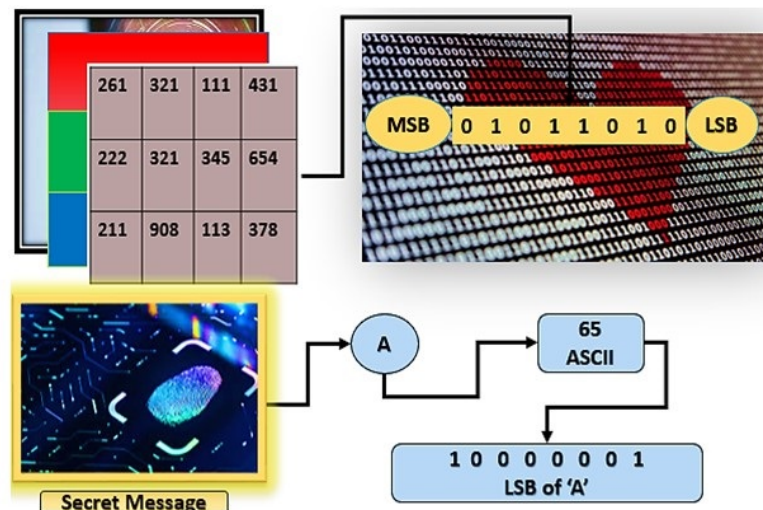 261 321 111 431
222 321 345 654
211 908 113 378
MSB 0 1 0 1 1 0 1 0 LSB
A
65
ASCII
1 0 0 0 0 0 0 1
LSB of 'A'
Secret Message